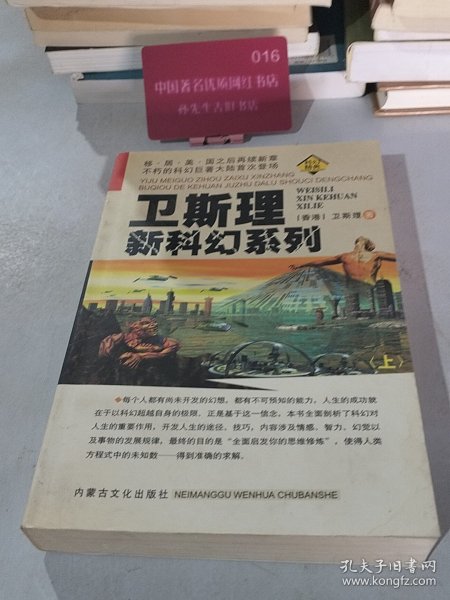 016
中国著名优质网红书店
孙先生古旧书店
移·居·美·国之后再续新章
不朽的科幻巨著大陆首次登场
YIJU MEIGUO ZIHOU ZAIXU XINZHANG
BUQIOU DE KEHUAN JUZHU DALU SHOUCI DENGCHANG
WEISILI
XIN KEHUAN
XILIE
卫斯理
〔香港〕卫斯理 著
新科幻系列
〈上〉
◆每个人都有尚未开发的幻想，都有不可预知的能力，人生的成功就
在于以科幻超越自身的极限，正是基于这一信念，本书全面剖析了科幻对
人生的重要作用，开发人生的途径，技巧，内容涉及情感、智力、幻觉以
及事物的发展规律，最终的目的是“全面启发你的思维修炼”，使得人类
方程式中的未知数——得到准确的求解。
内蒙古文化出版社 NEIMANGGU WENHUA CHUBANSHE
孔夫子旧书网
www.kongfz.com